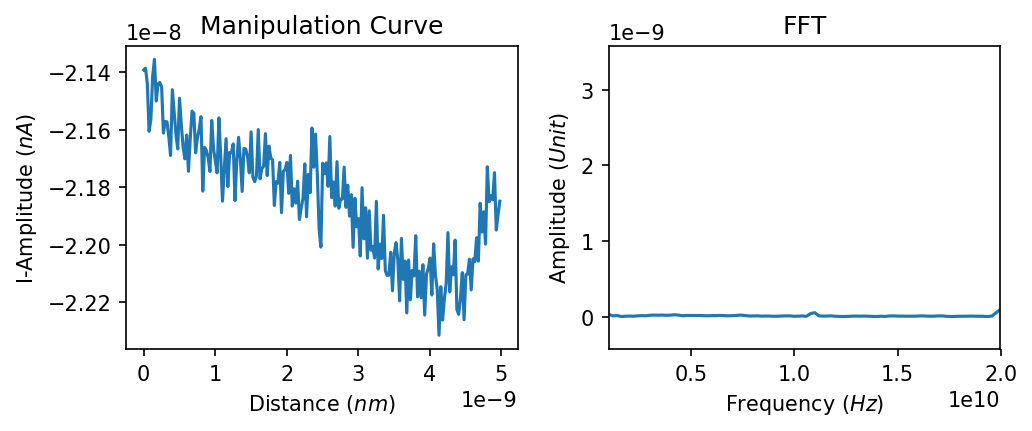 Manipulation Curve
1e−8
−2.14
−2.16
−2.18
−2.20
−2.22
I-Amplitude (nA)
0 1 2 3 4 5
1e−9
Distance (nm)
FFT
1e−9
3
2
1
0
Amplitude (Unit)
0.5 1.0 1.5 2.0
1e10
Frequency (Hz)